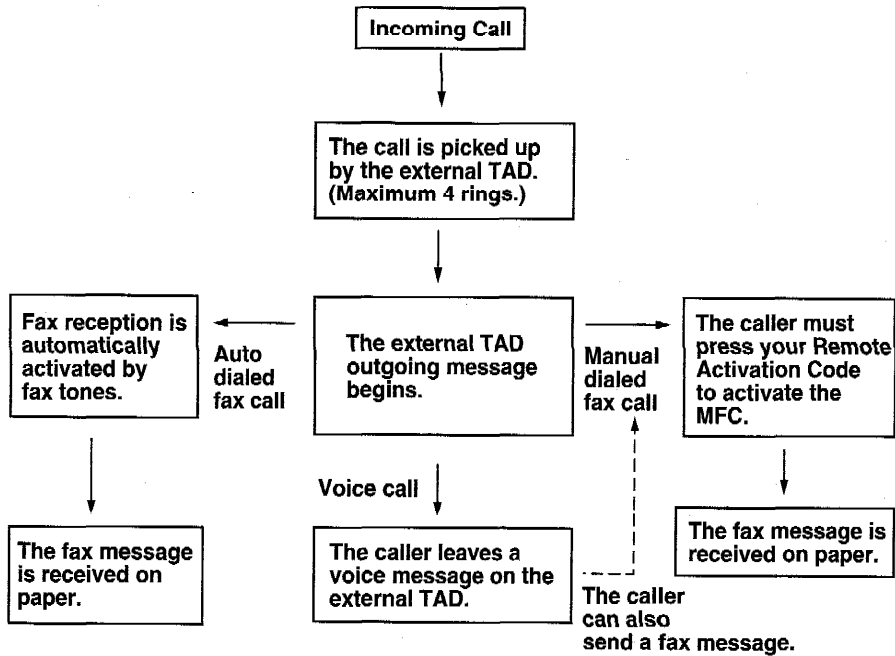 Incoming Call
The call is picked up
by the external TAD.
(Maximum 4 rings.)
Fax reception is
automatically
activated by
fax tones.
Auto
dialed
fax call
The external TAD
outgoing message
begins.
Manual
dialed
fax call
The caller must
press your Remote
Activation Code
to activate the
MFC.
Voice call
The fax message
is received on
paper.
The caller leaves a
voice message on the
external TAD.
The caller
can also
send a fax message.
The fax message is
received on paper.